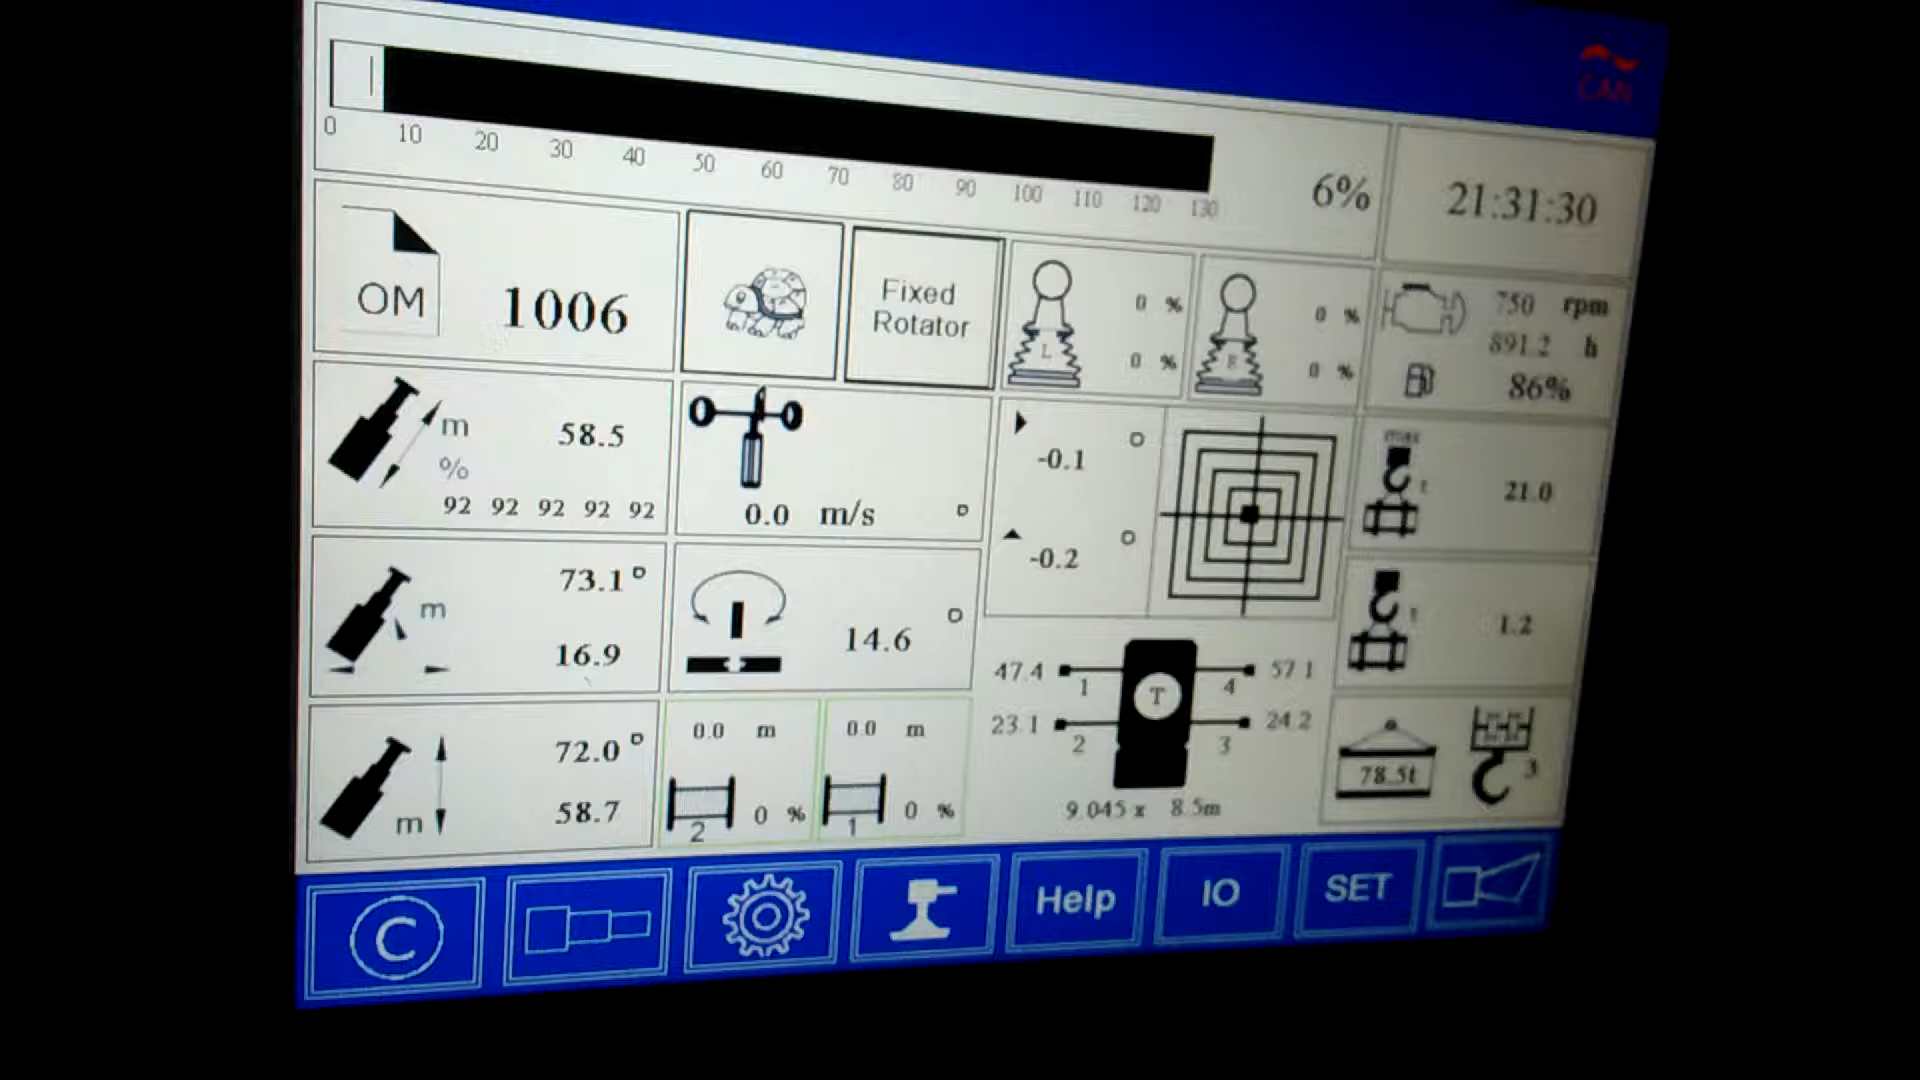 CAN
0 10 20 30 40 50 60 70 80 90 100 110 120 130
6%
21:31:30
OM 1006
Fixed
Rotator
L 0 %
0 %
R 0 %
0 %
750 rpm
891.2 h
86%
m 58.5
%
92 92 92 92 92
0.0 m/s °
-0.1 °
-0.2 °
max
t 21.0
73.1°
m
16.9
14.6 °
t 1.2
72.0°
m 58.7
0.0 m
2 0 %
0.0 m
1 0 %
47.4 1 T 4 57.1
23.1 2 3 24.2
9.045 x 8.5m
78.5t 3
C Help IO SET